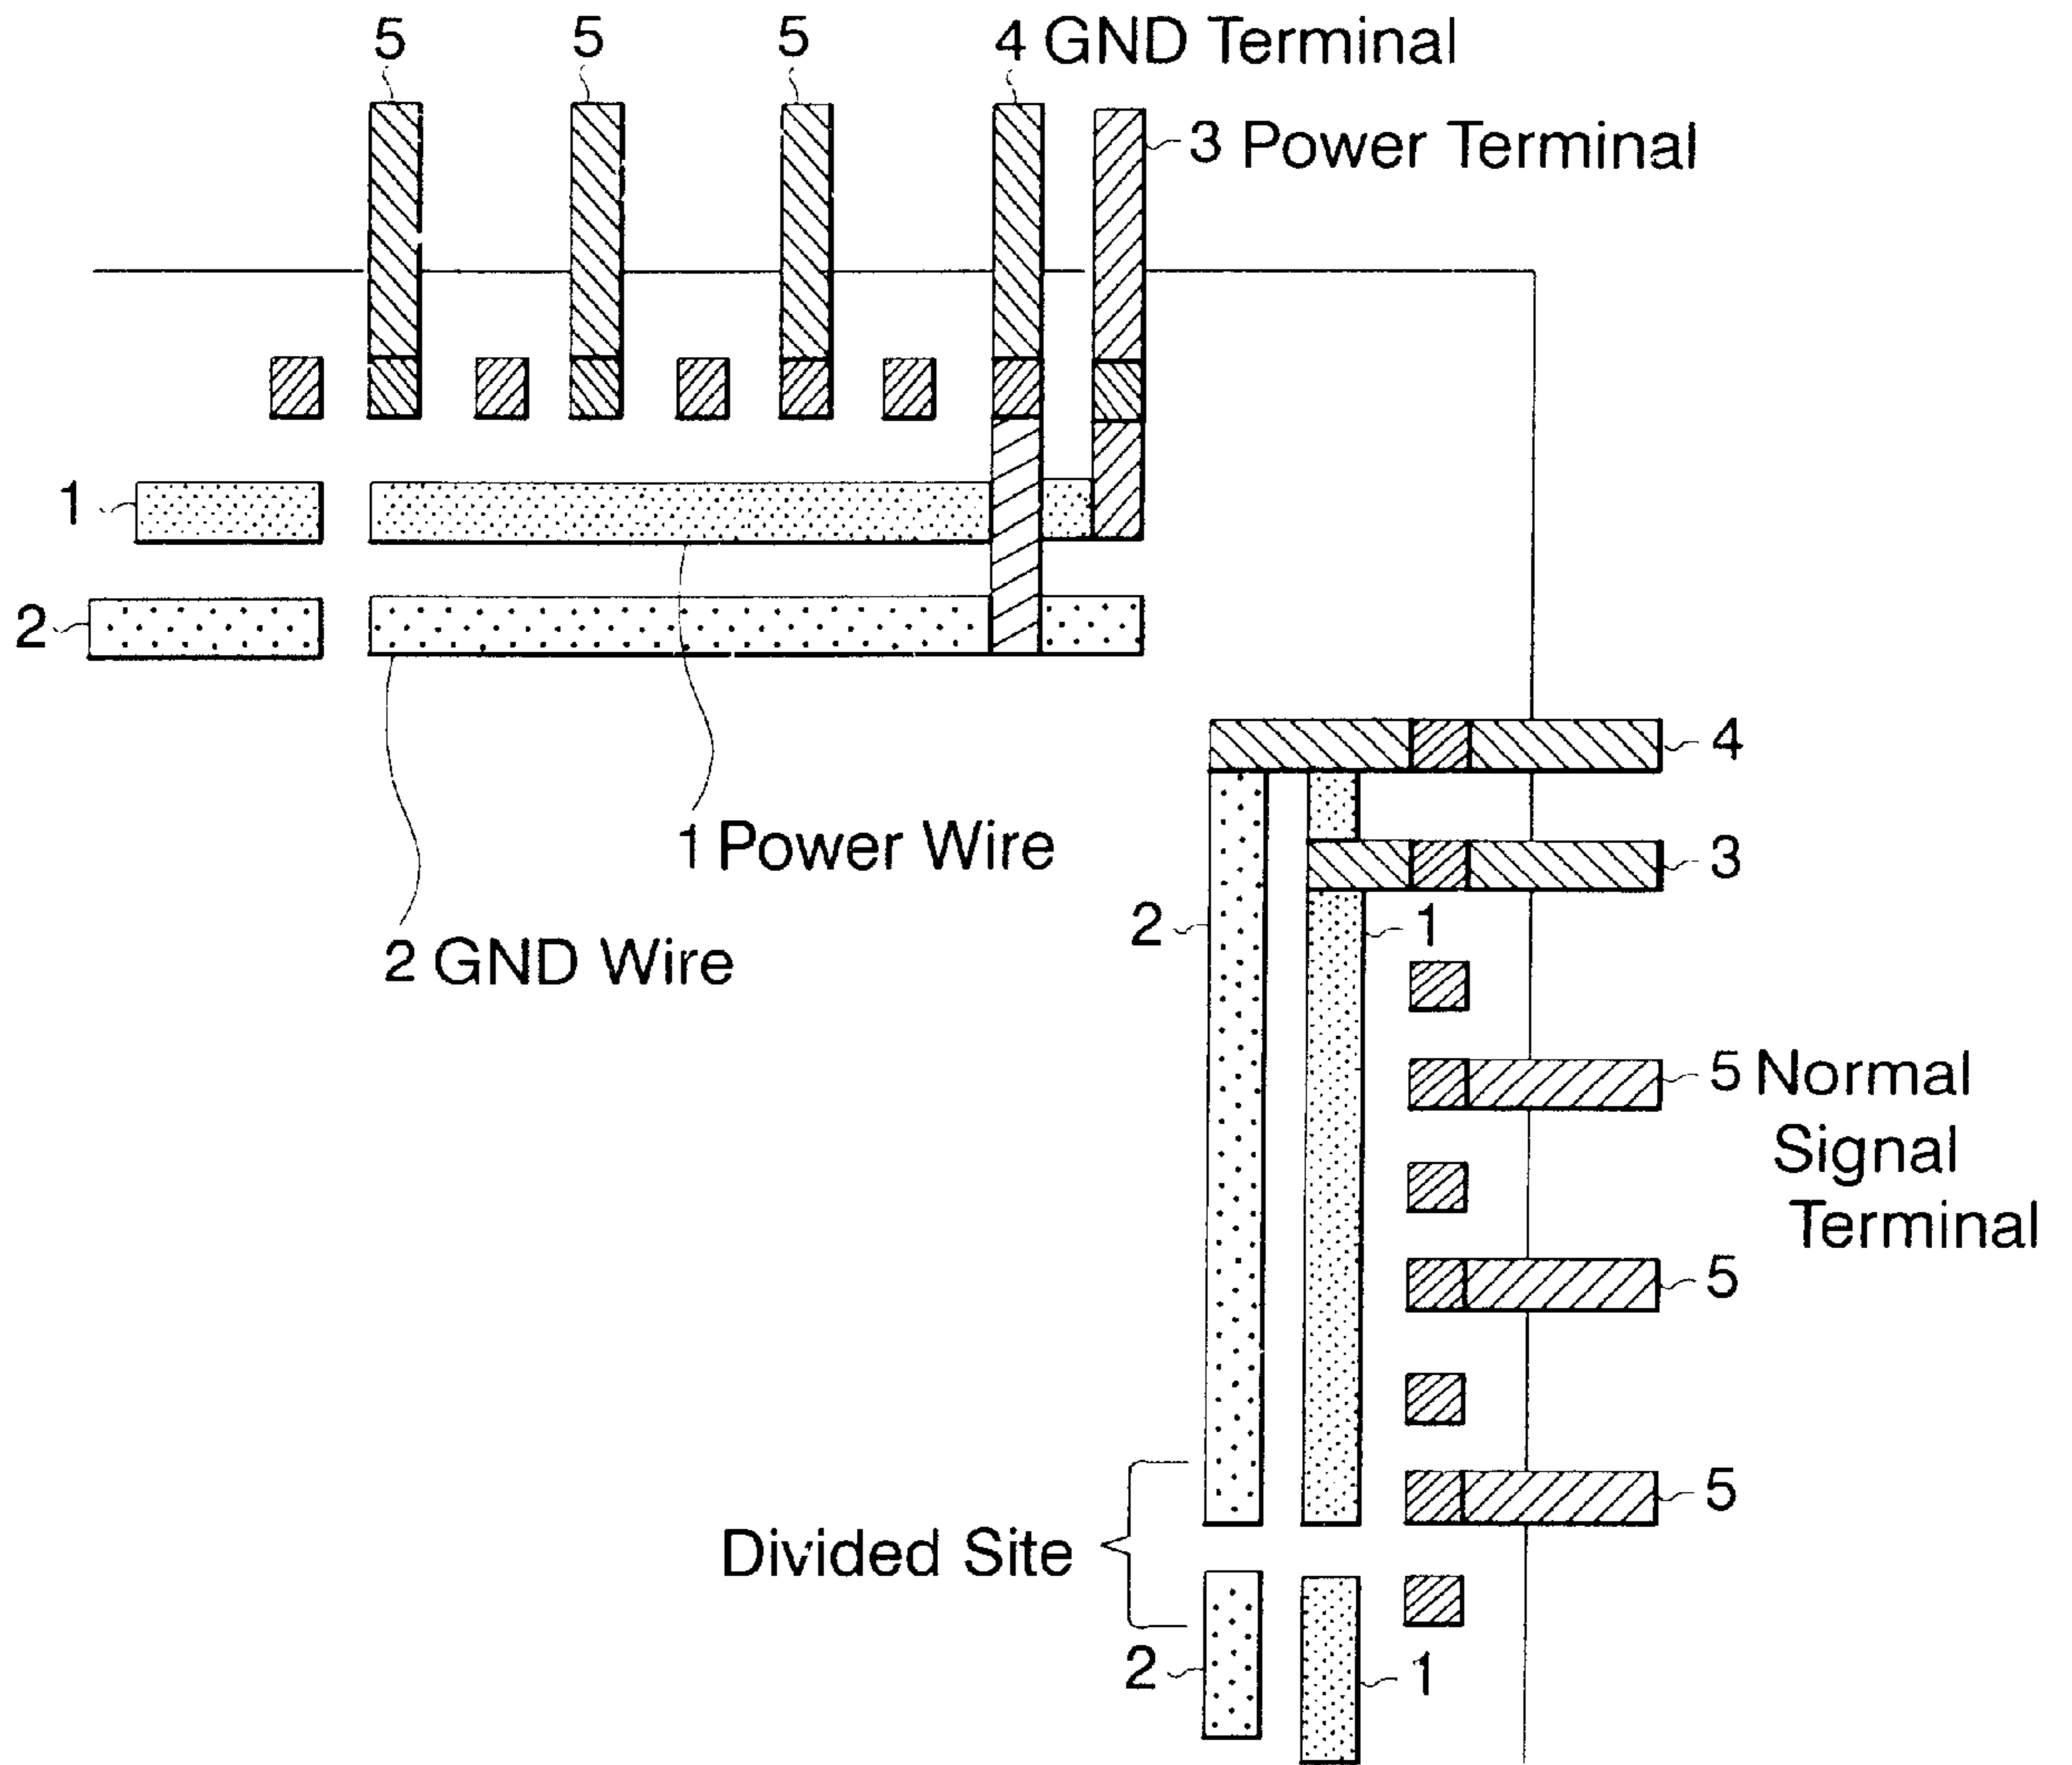 5 5 5 4 GND Terminal
3 Power Terminal
1
2
4
1 Power Wire
3
2 1
2 GND Wire
5 Normal
Signal
Terminal
5
5
Divided Site
2 1